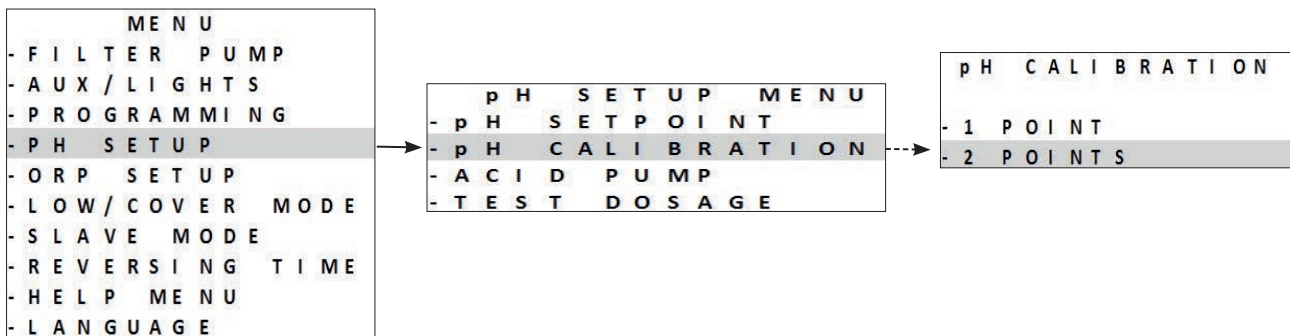 MENU
- FILTER PUMP
- AUX/LIGHTS
- PROGRAMMING
- PH SETUP
- ORP SETUP
- LOW/COVER MODE
- SLAVE MODE
- REVERSING TIME
- HELP MENU
- LANGUAGE
pH SETUP MENU
- pH SETPOINT
- pH CALIBRATION
- ACID PUMP
- TEST DOSAGE
pH CALIBRATION
- 1 POINT
- 2 POINTS